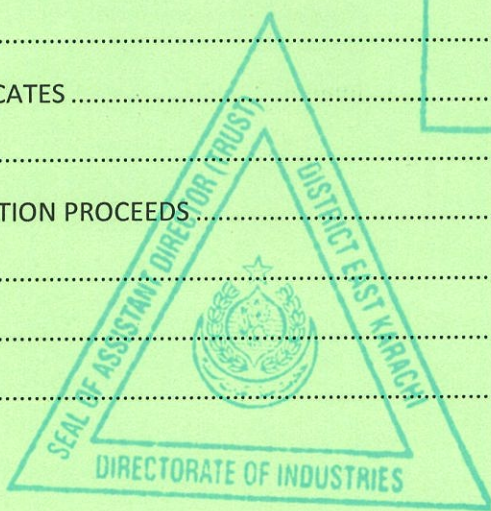 CATES ................................................
TION PROCEEDS ................................................
SEAL OF ASSISTANT DIRECTOR (TRUST)
DISTRICT EAST KARACHI
DIRECTORATE OF INDUSTRIES